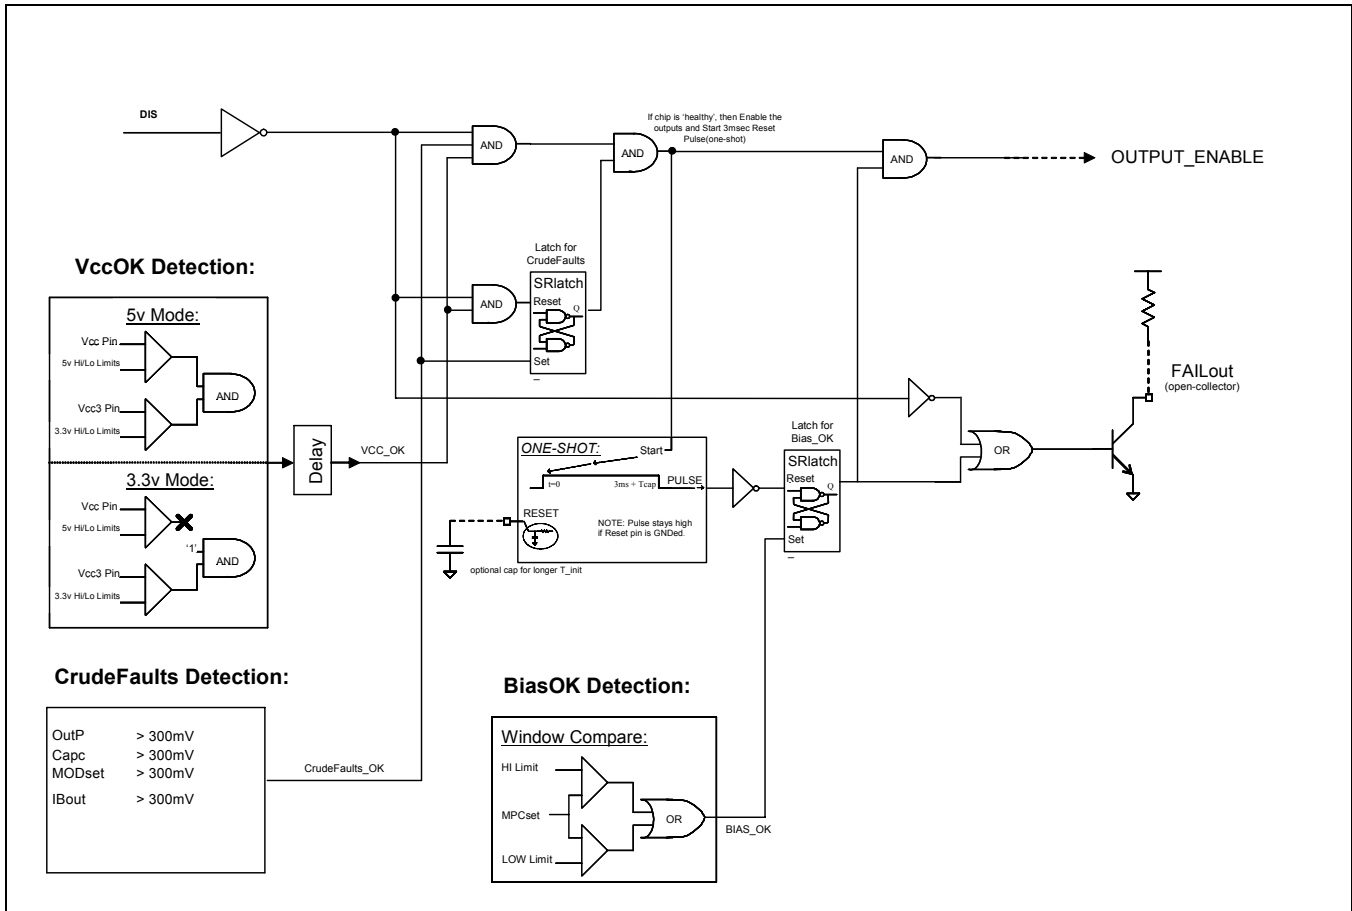 DIS
If chip is 'healthy', then Enable the
outputs and Start 3msec Reset
Pulse(one-shot)
AND
AND
AND
OUTPUT_ENABLE
Latch for
CrudeFaults
SRlatch
Reset
Q
Set
AND
VccOK Detection:
5v Mode:
Vcc Pin
5v Hi/Lo Limits
AND
Vcc3 Pin
3.3v Hi/Lo Limits
3.3v Mode:
Vcc Pin
5v Hi/Lo Limits
'1'
AND
Vcc3 Pin
3.3v Hi/Lo Limits
Delay
VCC_OK
FAILout
(open-collector)
OR
ONE-SHOT:
Start
t=0
3ms + Tcap
PULSE
RESET
NOTE: Pulse stays high
if Reset pin is GNDed.
optional cap for longer T_init
Latch for
Bias_OK
SRlatch
Reset
Q
Set
CrudeFaults Detection:
OutP > 300mV
Capc > 300mV
MODset > 300mV
IBout > 300mV
CrudeFaults_OK
BiasOK Detection:
Window Compare:
HI Limit
MPCset
OR
LOW Limit
BIAS_OK